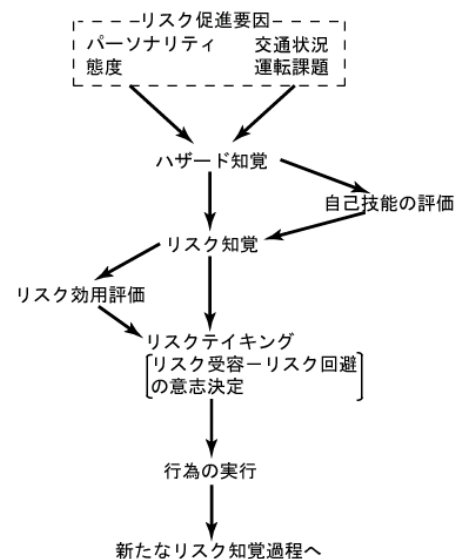 リスク促進要因
パーソナリティ 交通状況
態度 運転課題
ハザード知覚
自己技能の評価
リスク知覚
リスク効用評価
リスクテイキング
リスク受容－リスク回避
の意志決定
行為の実行
新たなリスク知覚過程へ